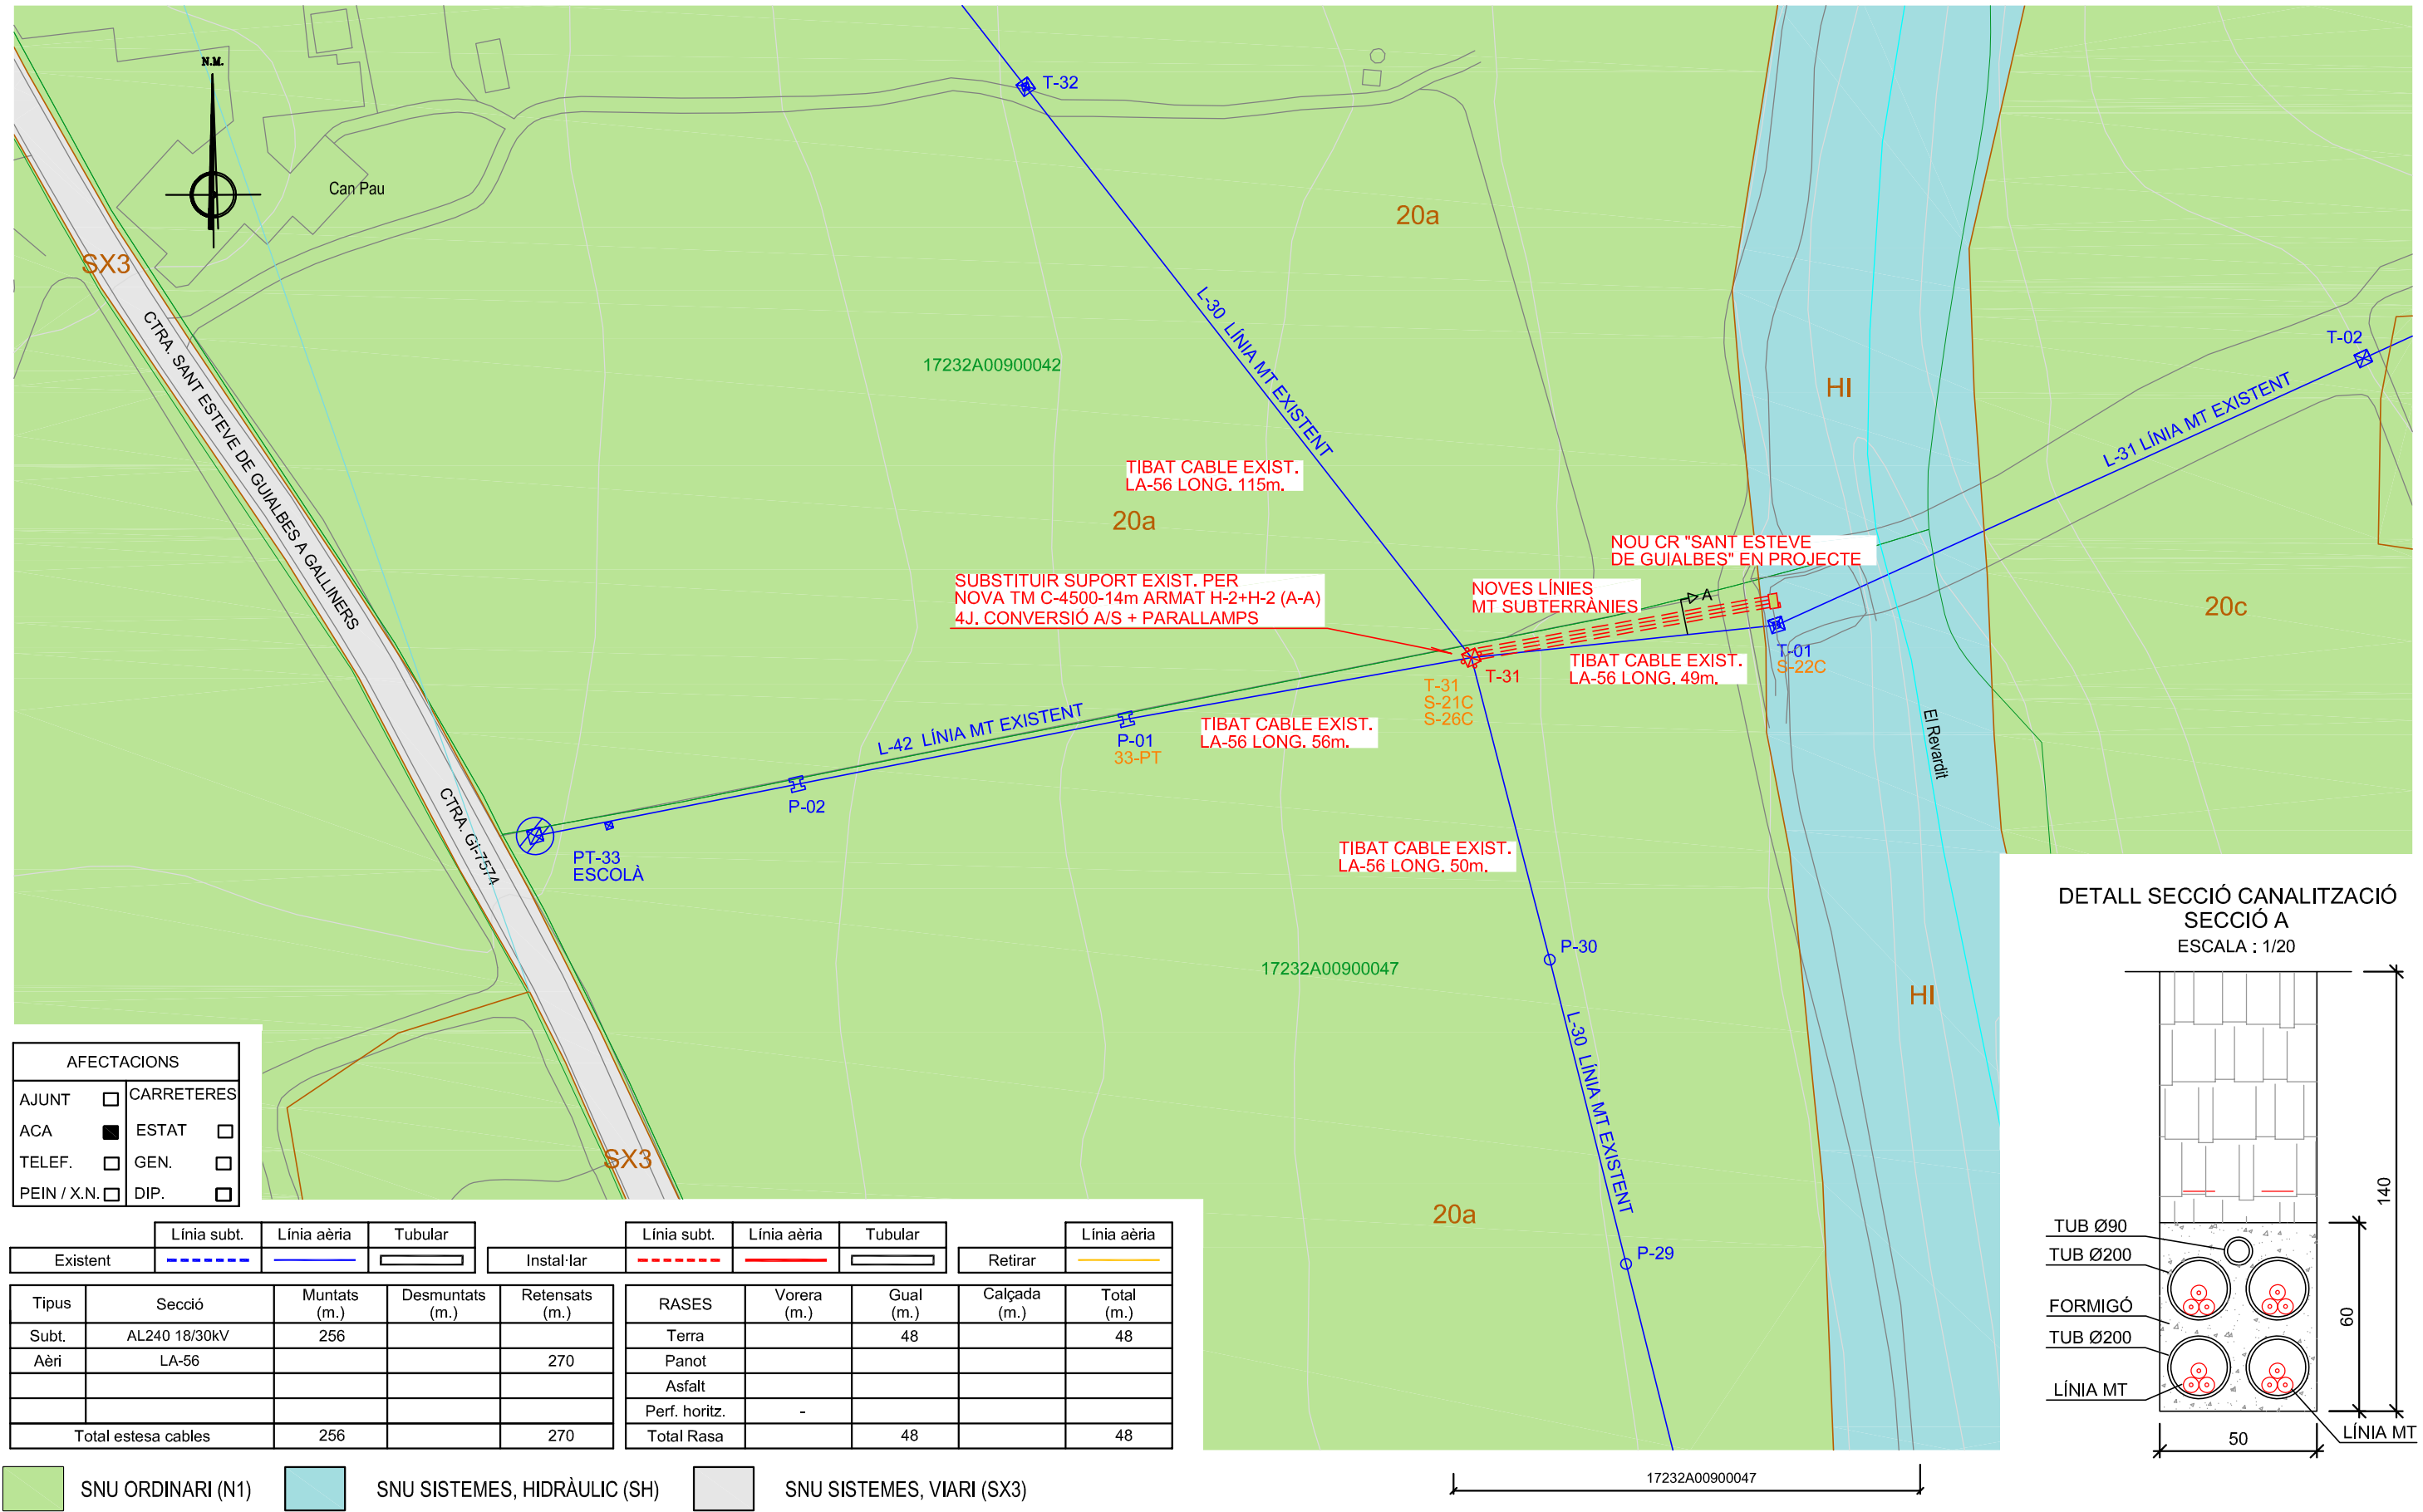 N.M.
T-32
Can Pau
20a
SX3
CTRA. SANT ESTEVE DE GUIALBES A GALLINERS
L-30 LÍNIA MT EXISTENT
17232A00900042
HI
T-02
L-31 LÍNIA MT EXISTENT
TIBAT CABLE EXIST.
LA-56 LONG. 115m.
20a
NOU CR "SANT ESTEVE
DE GUIALBES" EN PROJECTE
SUBSTITUIR SUPORT EXIST. PER
NOVA TM C-4500-14m ARMAT H-2+H-2 (A-A)
4J. CONVERSIÓ A/S + PARALLAMPS
NOVES LÍNIES
MT SUBTERRÀNIES
A
20c
T-01
S-22C
TIBAT CABLE EXIST.
LA-56 LONG. 49m.
T-31
T-31
S-21C
S-26C
TIBAT CABLE EXIST.
LA-56 LONG. 56m.
L-42 LÍNIA MT EXISTENT
P-01
33-PT
P-02
El Revardit
CTRA. GI-7574
PT-33
ESCOLÀ
TIBAT CABLE EXIST.
LA-56 LONG. 50m.
P-30
17232A00900047
HI
L-30 LÍNIA MT EXISTENT
SX3
20a
P-29
DETALL SECCIÓ CANALITZACIÓ
SECCIÓ A
ESCALA : 1/20
140
60
50
TUB Ø90
TUB Ø200
FORMIGÓ
TUB Ø200
LÍNIA MT
LÍNIA MT
AFECTACIONS
AJUNT CARRETERES
ACA ESTAT
TELEF. GEN.
PEIN / X.N. DIP.
Línia subt. Línia aèria Tubular
Existent
Línia subt. Línia aèria Tubular
Instal·lar
Línia aèria
Retirar
Tipus Secció Muntats (m.) Desmuntats (m.) Retensats (m.)
Subt. AL240 18/30kV 256
Aèri LA-56 270
Total estesa cables 256 270
RASES Vorera (m.) Gual (m.) Calçada (m.) Total (m.)
Terra 48 48
Panot
Asfalt
Perf. horitz. -
Total Rasa 48 48
SNU ORDINARI (N1) SNU SISTEMES, HIDRÀULIC (SH) SNU SISTEMES, VIARI (SX3)
17232A00900047